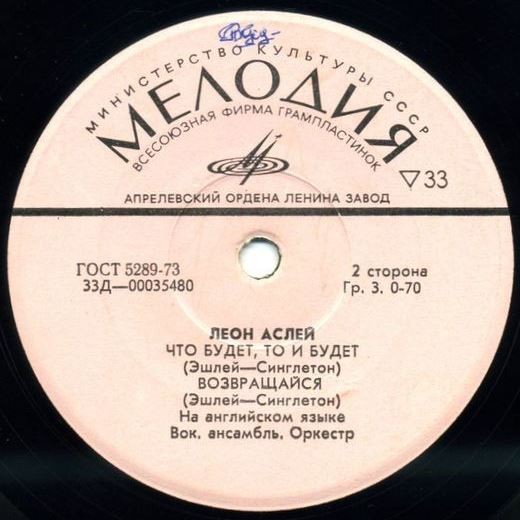 МИНИСТЕРСТВО КУЛЬТУРЫ СССР
МЕЛОДИЯ
ВСЕСОЮЗНАЯ ФИРМА ГРАМПЛАСТИНОК
▽33
АПРЕЛЕВСКИЙ ОРДЕНА ЛЕНИНА ЗАВОД
ГОСТ 5289-73
33Д—00035480
2 сторона
Гр. 3. 0-70
ЛЕОН АСЛЕЙ
ЧТО БУДЕТ, ТО И БУДЕТ
(Эшлей—Синглетон)
ВОЗВРАЩАЙСЯ
(Эшлей—Синглетон)
На английском языке
Вок. ансамбль. Оркестр